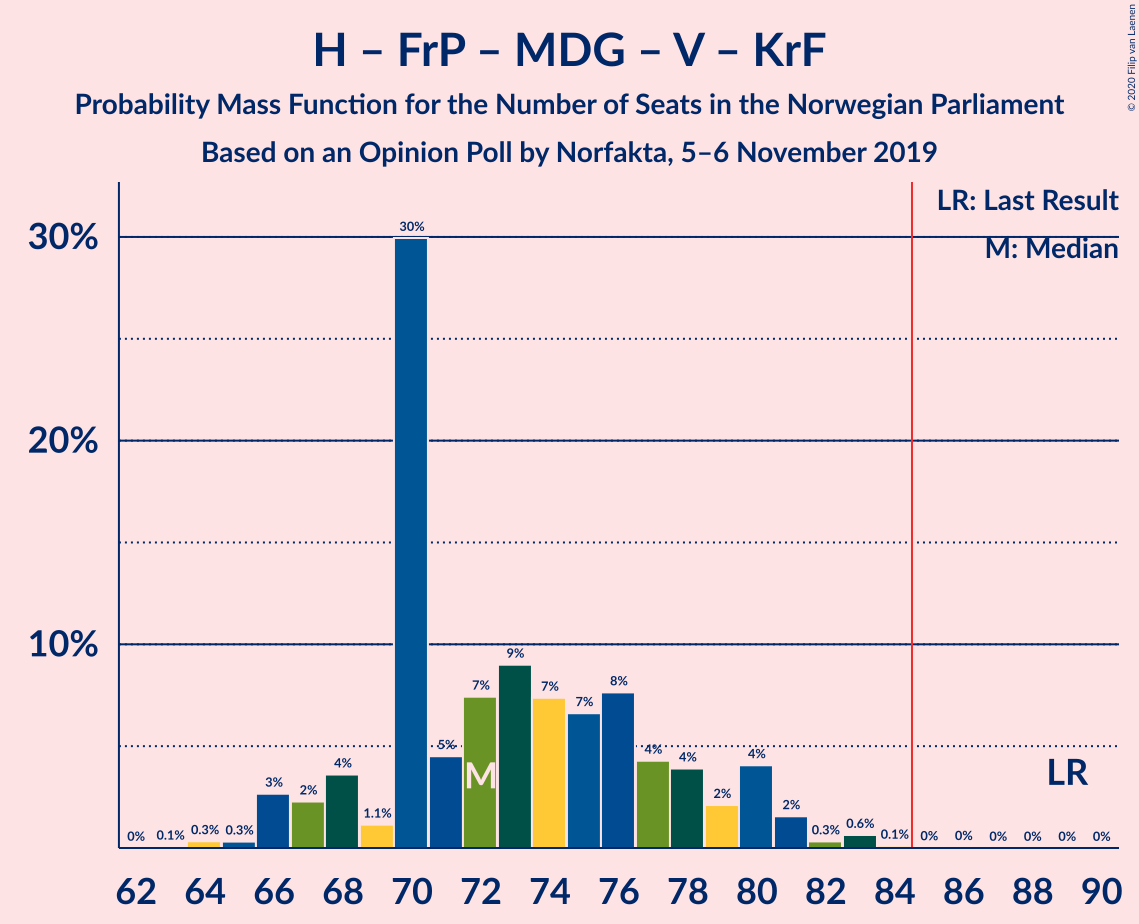 H – FrP – MDG – V – KrF
Probability Mass Function for the Number of Seats in the Norwegian Parliament
Based on an Opinion Poll by Norfakta, 5–6 November 2019
© 2020 Filip van Laenen
LR: Last Result
M: Median
30%
20%
10%
0% 0.1% 0.3% 0.3% 3% 2% 4% 1.1% 30% 5% 7% 9% 7% 7% 8% 4% 4% 2% 4% 2% 0.3% 0.6% 0.1% 0% 0% 0% 0% 0% 0%
M
LR
62 64 66 68 70 72 74 76 78 80 82 84 86 88 90